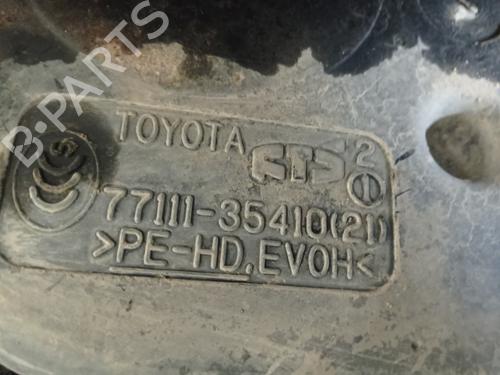 B-PARTS
TOYOTA
2
77111-35410(21)
>PE-HD,EVOH<